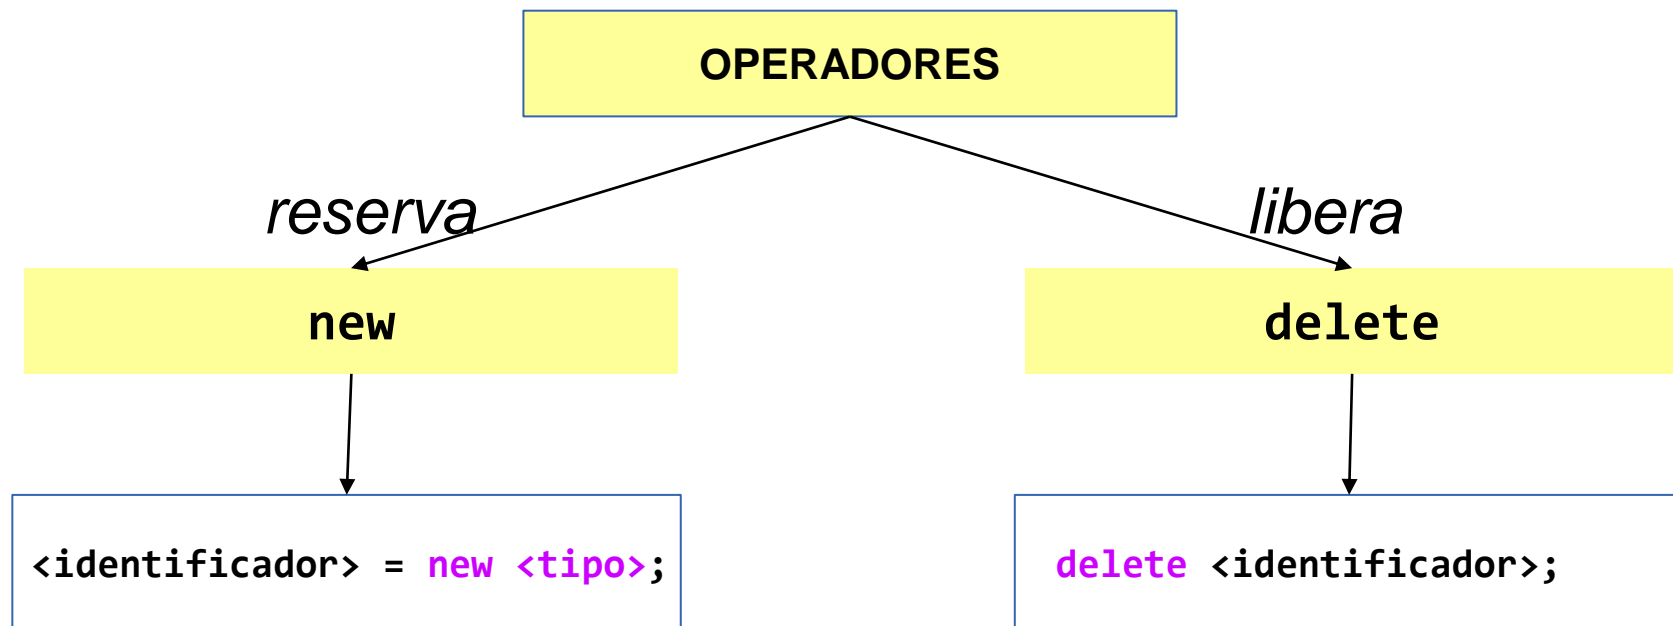 OPERADORES
reserva
libera
new
delete
<identificador> = new <tipo>;
delete <identificador>;